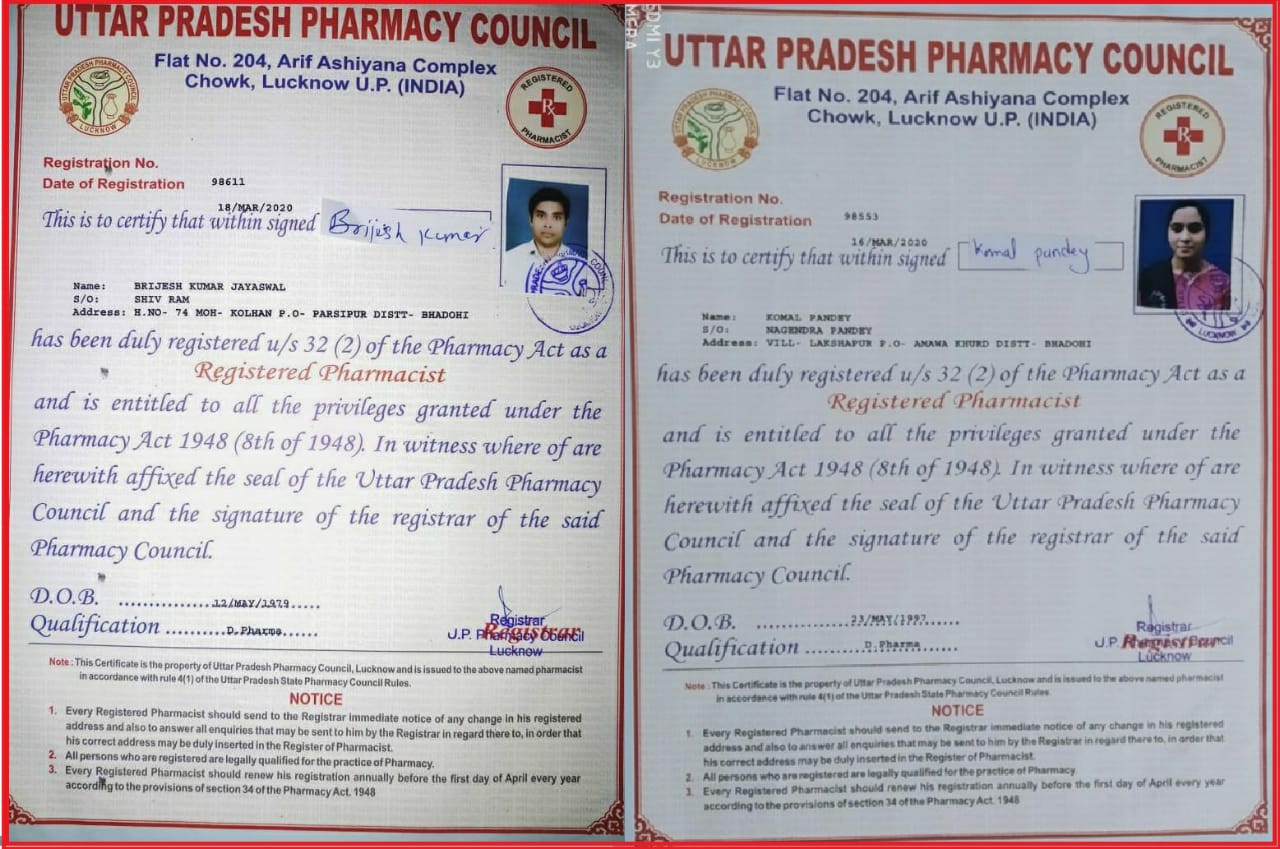 UTTAR PRADESH PHARMACY COUNCIL
Flat No. 204, Arif Ashiyana Complex
Chowk, Lucknow U.P. (INDIA)
UTTAR PRADESH PHARMACY COUNCIL
LUCKNOW
REGISTERED
Rx
PHARMACIST
Registration No.
Date of Registration
98611
18/MAR/2020
This is to certify that within signed
Brijesh Kumar
Name: BRIJESH KUMAR JAYASWAL
S/O: SHIV RAM
Address: H.NO- 74 MOH- KOLHAN P.O- PARSIPUR DISTT- BHADOHI
has been duly registered u/s 32 (2) of the Pharmacy Act as a
Registered Pharmacist
and is entitled to all the privileges granted under the
Pharmacy Act 1948 (8th of 1948). In witness where of are
herewith affixed the seal of the Uttar Pradesh Pharmacy
Council and the signature of the registrar of the said
Pharmacy Council.
D.O.B. ........................12/MAY/1979.....
Qualification ..........D.Pharma......
Registrar
U.P. Pharmacy Council
Lucknow
Registrar
Note : This Certificate is the property of Uttar Pradesh Pharmacy Council, Lucknow and is issued to the above named pharmacist
in accordance with rule 4(1) of the Uttar Pradesh State Pharmacy Council Rules.
NOTICE
1. Every Registered Pharmacist should send to the Registrar immediate notice of any change in his registered
address and also to answer all enquiries that may be sent to him by the Registrar in regard there to, in order that
his correct address may be duly inserted in the Register of Pharmacist.
2. All persons who are registered are legally qualified for the practice of Pharmacy.
3. Every Registered Pharmacist should renew his registration annually before the first day of April every year
according to the provisions of section 34 of the Pharmacy Act. 1948
UTTAR PRADESH PHARMACY COUNCIL
Flat No. 204, Arif Ashiyana Complex
Chowk, Lucknow U.P. (INDIA)
UTTAR PRADESH PHARMACY COUNCIL
LUCKNOW
REGISTERED
Rx
PHARMACIST
Registration No.
Date of Registration
98553
16/MAR/2020
This is to certify that within signed
Komal pandey
LUCKNOW
Name: KOMAL PANDEY
S/O: NAGENDRA PANDEY
Address: VILL- LAKSHAPUR P.O- AMAWA KHURD DISTT- BHADOHI
has been duly registered u/s 32 (2) of the Pharmacy Act as a
Registered Pharmacist
and is entitled to all the privileges granted under the
Pharmacy Act 1948 (8th of 1948). In witness where of are
herewith affixed the seal of the Uttar Pradesh Pharmacy
Council and the signature of the registrar of the said
Pharmacy Council.
D.O.B. ........................23/MAY/1997......
Qualification ................D.Pharma............
Registrar
U.P. Pharmacy Council
Lucknow
Registrar
Note : This Certificate is the property of Uttar Pradesh Pharmacy Council, Lucknow and is issued to the above named pharmacist
in accordance with rule 4(1) of the Uttar Pradesh State Pharmacy Council Rules.
NOTICE
1. Every Registered Pharmacist should send to the Registrar immediate notice of any change in his registered
address and also to answer all enquiries that may be sent to him by the Registrar in regard there to, in order that
his correct address may be duly inserted in the Register of Pharmacist.
2. All persons who are registered are legally qualified for the practice of Pharmacy
3. Every Registered Pharmacist should renew his registration annually before the first day of April every year
according to the provisions of section 34 of the Pharmacy Act. 1948